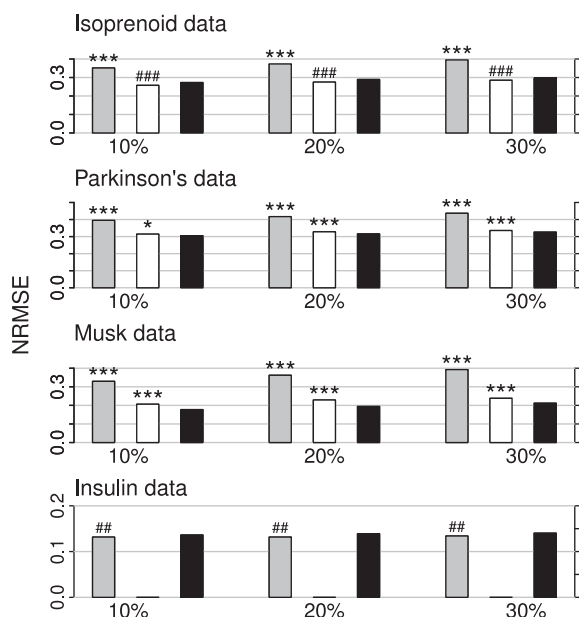 Isoprenoid data
*** ### *** ### *** ###
0.3
0.0
10% 20% 30%
Parkinson's data
*** * *** *** *** ***
0.3
0.0
10% 20% 30%
NRMSE
Musk data
*** *** *** *** *** ***
0.3
0.0
10% 20% 30%
Insulin data
0.2
## ## ##
0.1
0.0
10% 20% 30%